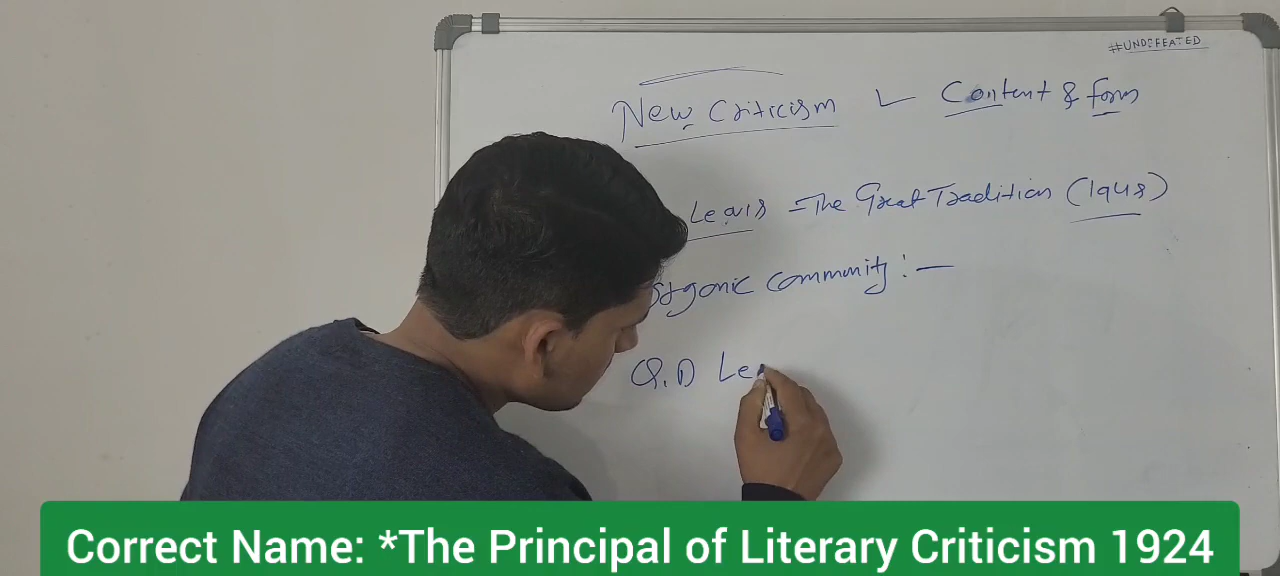 #UNDEFEATED
New Criticism Content & form
Leavis = The Great Tradition (1948)
organic community : —
Q.D Lea
Correct Name: *The Principal of Literary Criticism 1924